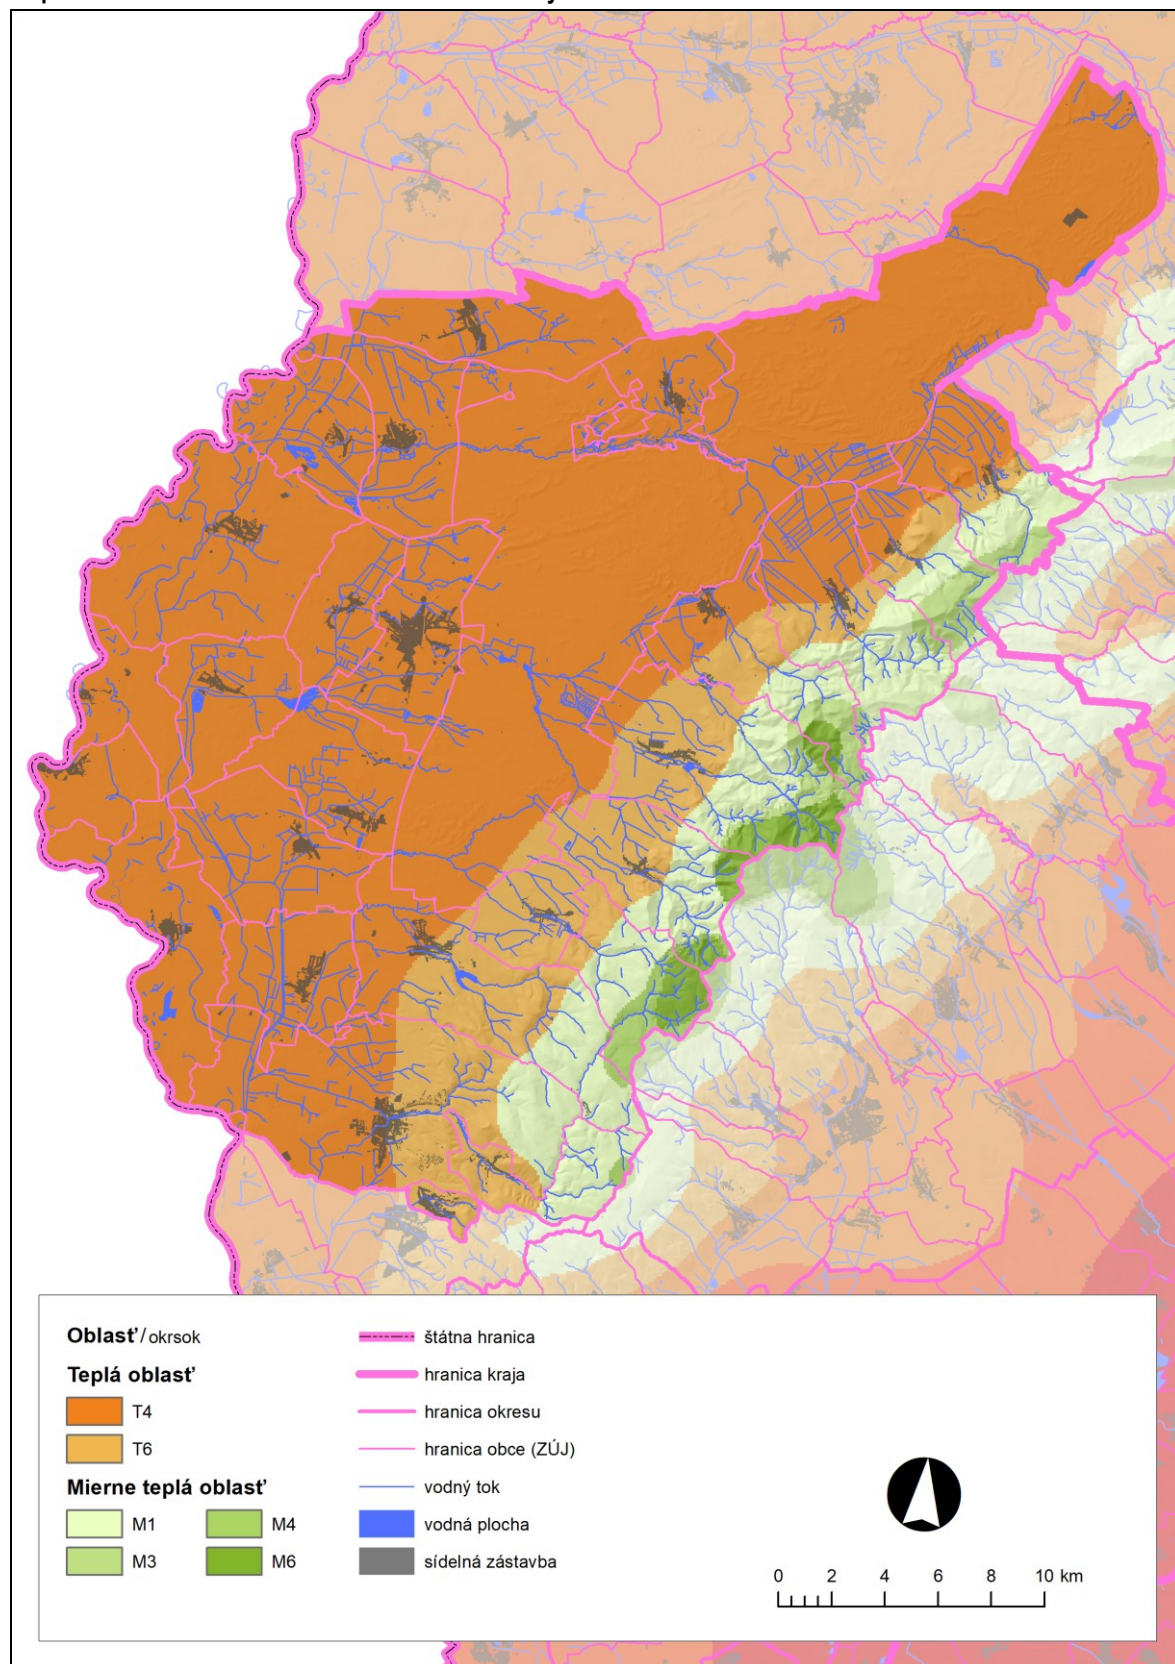 Oblasť/okrsok
Teplá oblasť
T4
T6
Mierne teplá oblasť
M1
M4
M3
M6
štátna hranica
hranica kraja
hranica okresu
hranica obce (ZÚJ)
vodný tok
vodná plocha
sídelná zástavba
0 2 4 6 8 10 km